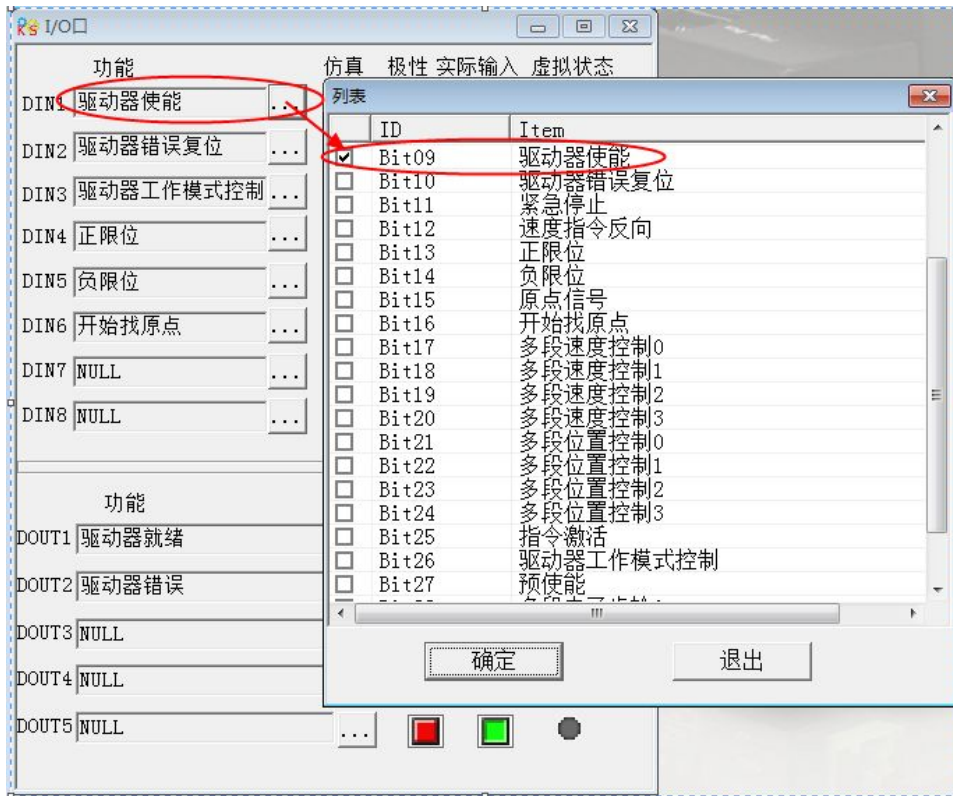 I/O口
功能 仿真 极性 实际输入 虚拟状态
DIN1 驱动器使能 ...
DIN2 驱动器错误复位 ...
DIN3 驱动器工作模式控制 ...
DIN4 正限位 ...
DIN5 负限位 ...
DIN6 开始找原点 ...
DIN7 NULL ...
DIN8 NULL ...
功能
DOUT1 驱动器就绪
DOUT2 驱动器错误
DOUT3 NULL
DOUT4 NULL
DOUT5 NULL ...
列表
ID Item
Bit09 驱动器使能
Bit10 驱动器错误复位
Bit11 紧急停止
Bit12 速度指令反向
Bit13 正限位
Bit14 负限位
Bit15 原点信号
Bit16 开始找原点
Bit17 多段速度控制0
Bit18 多段速度控制1
Bit19 多段速度控制2
Bit20 多段速度控制3
Bit21 多段位置控制0
Bit22 多段位置控制1
Bit23 多段位置控制2
Bit24 多段位置控制3
Bit25 指令激活
Bit26 驱动器工作模式控制
Bit27 预使能
确定 退出